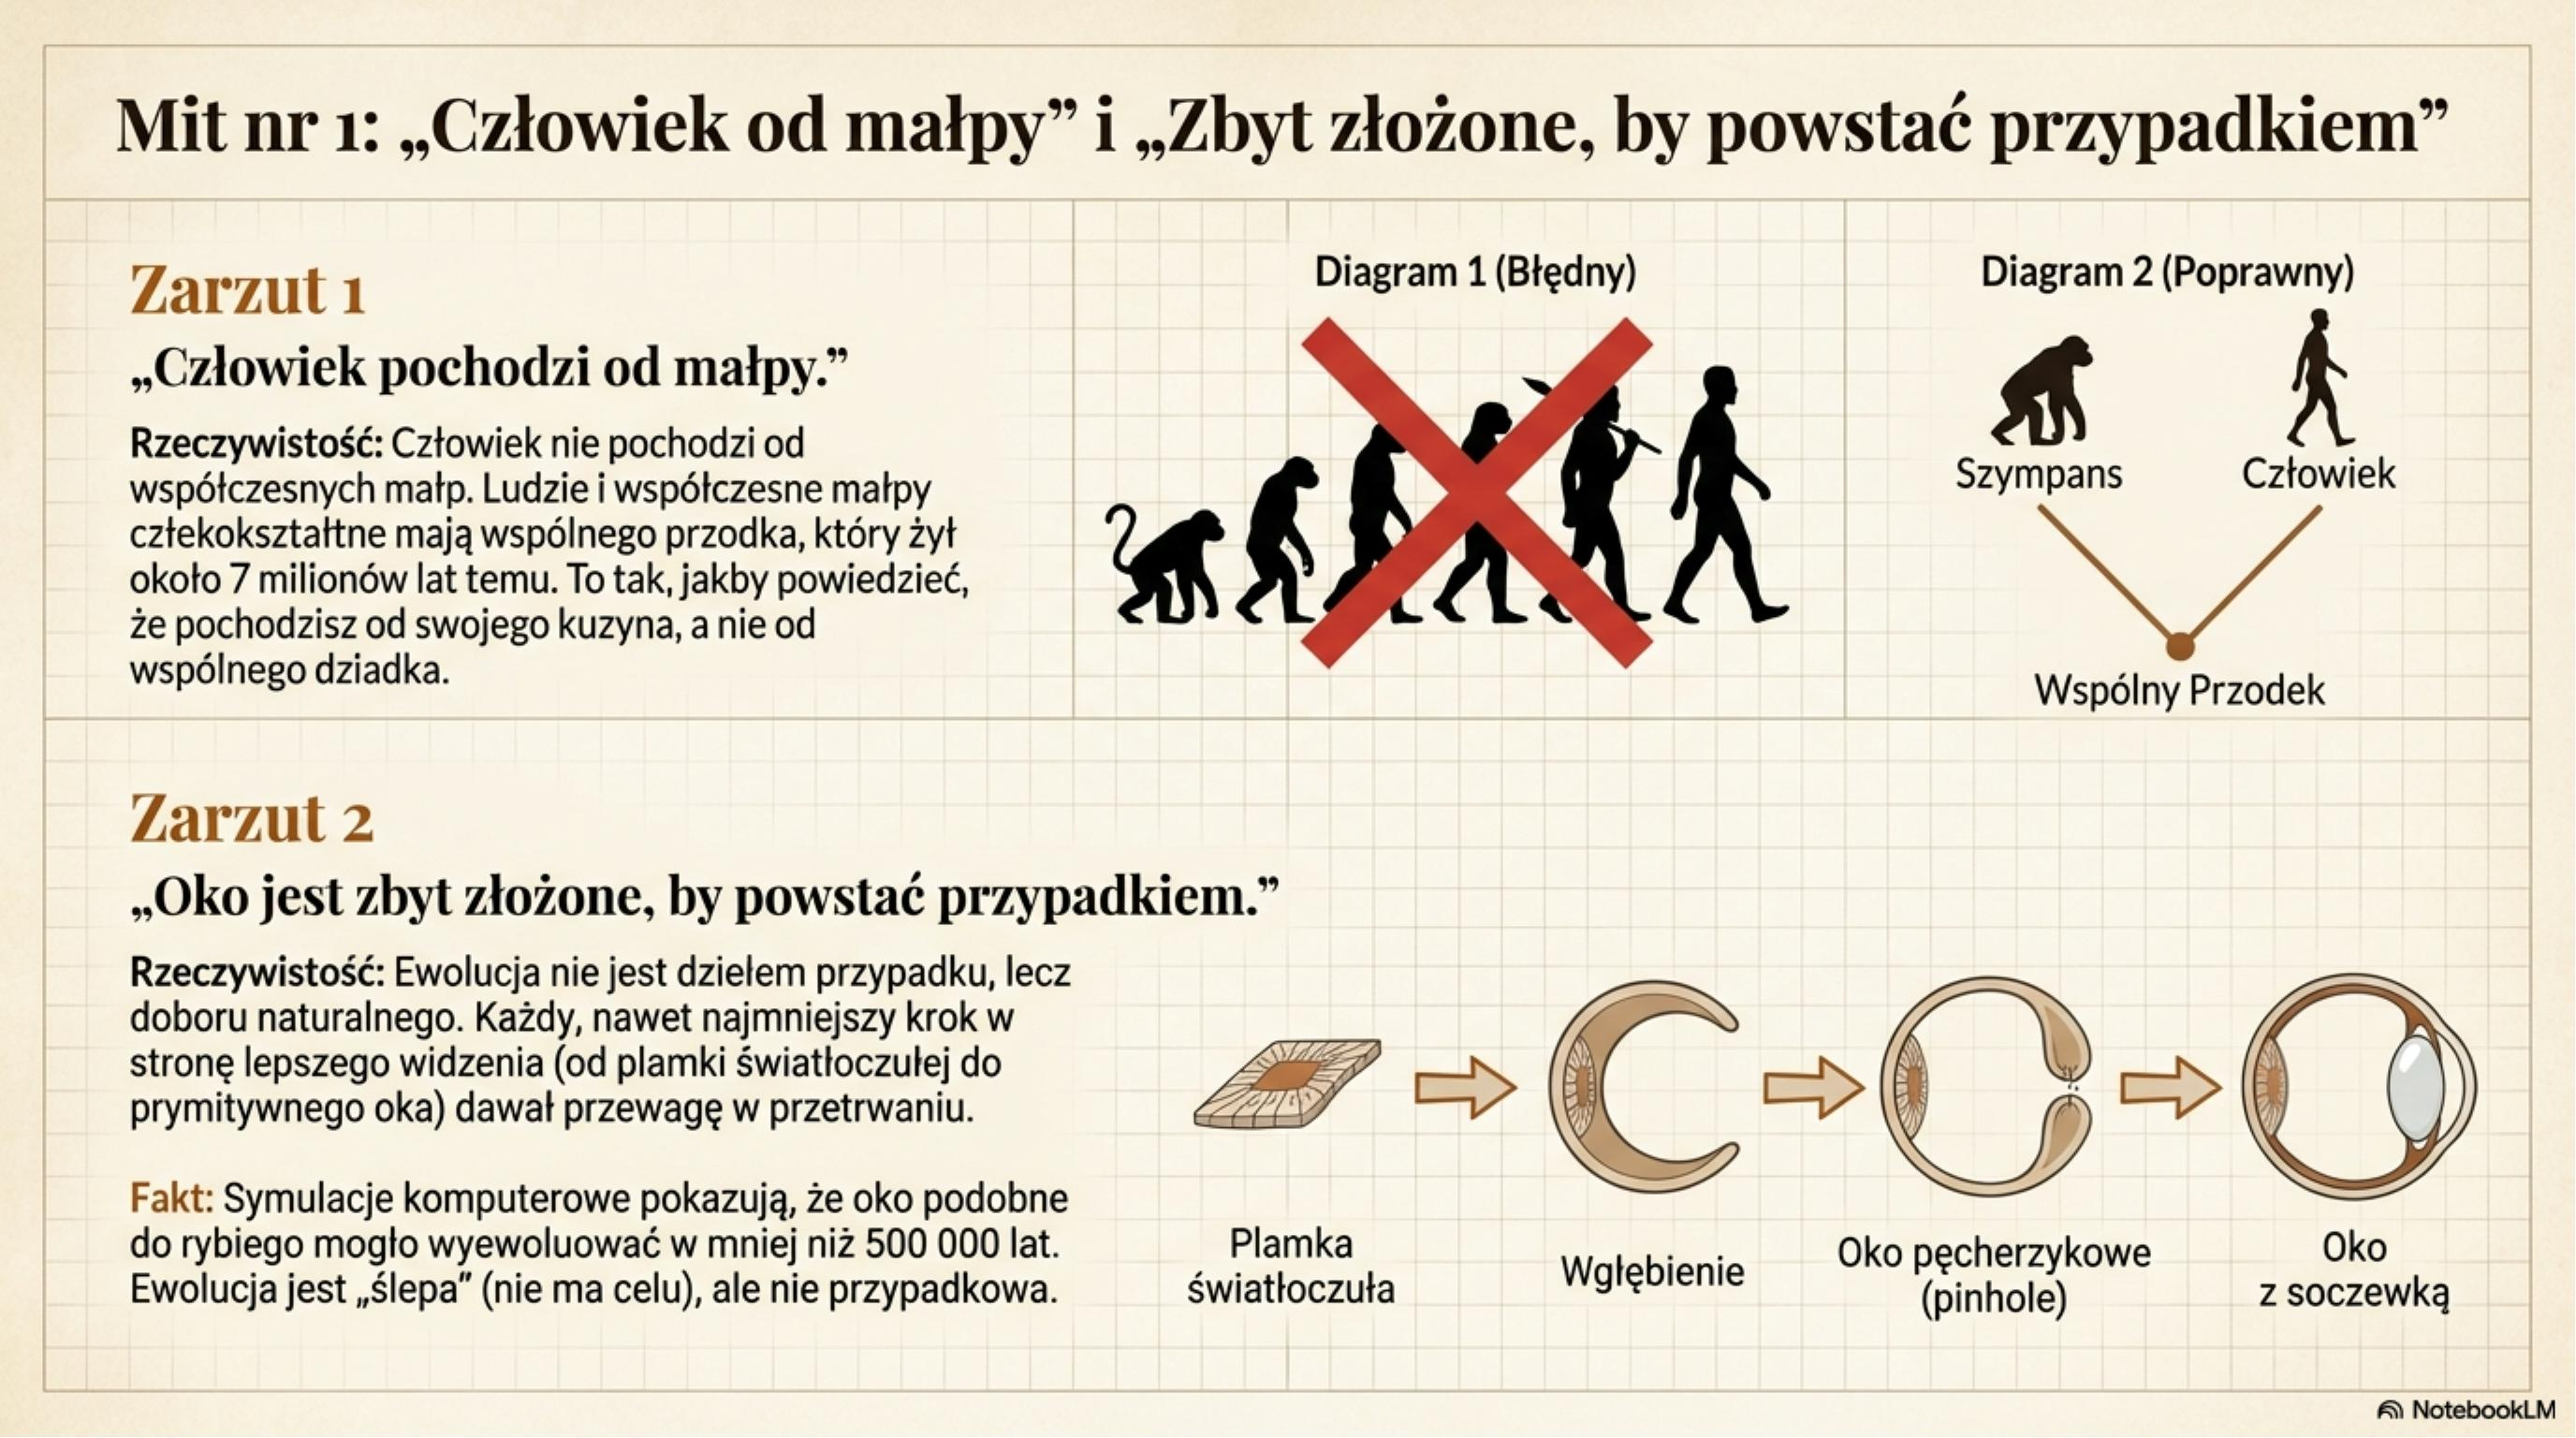 Mit nr 1: „Człowiek od małpy” i „Zbyt złożone, by powstać przypadkiem”
Zarzut 1
„Człowiek pochodzi od małpy.”
Rzeczywistość: Człowiek nie pochodzi od
współczesnych małp. Ludzie i współczesne małpy
człekokształtne mają wspólnego przodka, który żył
około 7 milionów lat temu. To tak, jakby powiedzieć,
że pochodzisz od swojego kuzyna, a nie od
wspólnego dziadka.
Diagram 1 (Błędny)
Diagram 2 (Poprawny)
Szympans
Człowiek
Wspólny Przodek
Zarzut 2
„Oko jest zbyt złożone, by powstać przypadkiem.”
Rzeczywistość: Ewolucja nie jest dziełem przypadku, lecz
doboru naturalnego. Każdy, nawet najmniejszy krok w
stronę lepszego widzenia (od plamki światłoczułej do
prymitywnego oka) dawał przewagę w przetrwaniu.
Fakt: Symulacje komputerowe pokazują, że oko podobne
do rybiego mogło wyewoluować w mniej niż 500 000 lat.
Ewolucja jest „ślepa” (nie ma celu), ale nie przypadkowa.
Plamka
światłoczuła
Wgłębienie
Oko pęcherzykowe
(pinhole)
Oko
z soczewką
NotebookLM